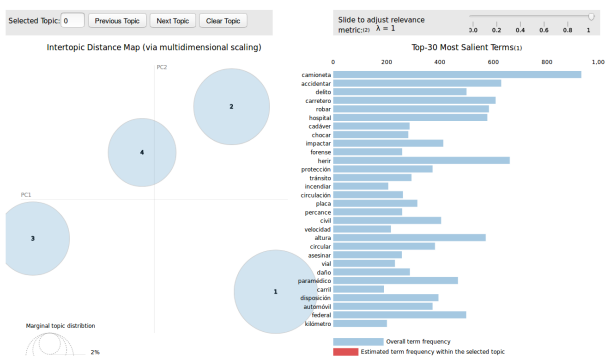 Selected Topic: 0 Previous Topic Next Topic Clear Topic
Slide to adjust relevance
metric:(2) λ = 1
0.0 0.2 0.4 0.6 0.8 1
Intertopic Distance Map (via multidimensional scaling)
PC2
PC1
2
4
3
1
Marginal topic distribtion
2%
Top-30 Most Salient Terms(1)
0 200 400 600 800 1,00
camioneta
accidentar
delito
carretero
robar
hospital
cadáver
chocar
impactar
forense
herir
protección
tránsito
incendiar
circulación
placa
percance
civil
velocidad
altura
circular
asesinar
vial
daño
paramédico
carril
disposición
automóvil
federal
kilómetro
Overall term frequency
Estimated term frequency within the selected topic